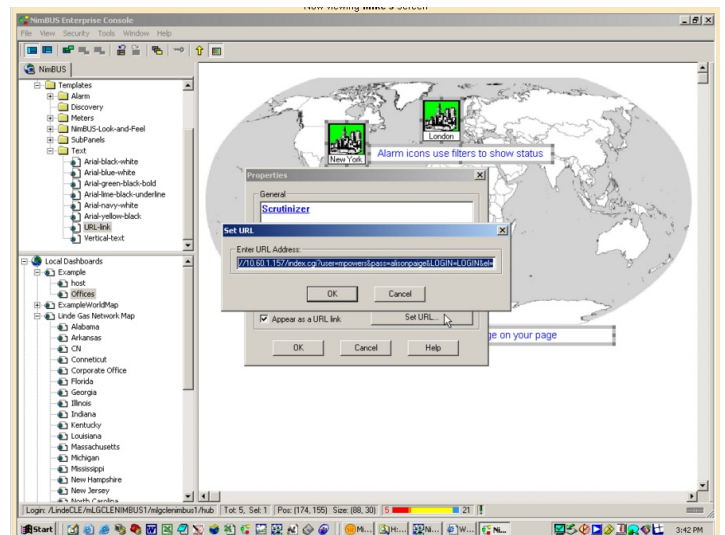 Now viewing Mike's screen
NimBUS Enterprise Console
File View Security Tools Window Help
NimBUS
Templates
Alarm
Discovery
Meters
NimBUS-Look-and-Feel
SubPanels
Text
Arial-black-white
Arial-blue-white
Arial-green-black-bold
Arial-lime-black-underline
Arial-navy-white
Arial-yellow-black
URL-link
Vertical-text
Local Dashboards
Example
host
Offices
ExampleWorldMap
Linde Gas Network Map
Alabama
Arkansas
CN
Conneticut
Corporate Office
Florida
Georgia
Illinois
Indiana
Kentucky
Louisiana
Massachusetts
Michigan
Mississippi
New Hampshire
New Jersey
North Carolina
New York
London
Alarm icons use filters to show status
Properties
General
Scrutinizer
Set URL
Enter URL Address:
//10.60.1.157/index.cgi?user=mpowers&pass=alisonpaige&LOGIN=LOGIN&el=
OK Cancel
Appear as a URL link Set URL...
OK Cancel Help
ge on your page
Login: /LindeCLE/mLGCLENIMBUS1/mlgclenimbus1/hub Tot: 5, Sel: 1 Pos: (174, 155) Size: (88, 30) 5 21
Start Mi... H:... Ni... W... Ni... 3:42 PM